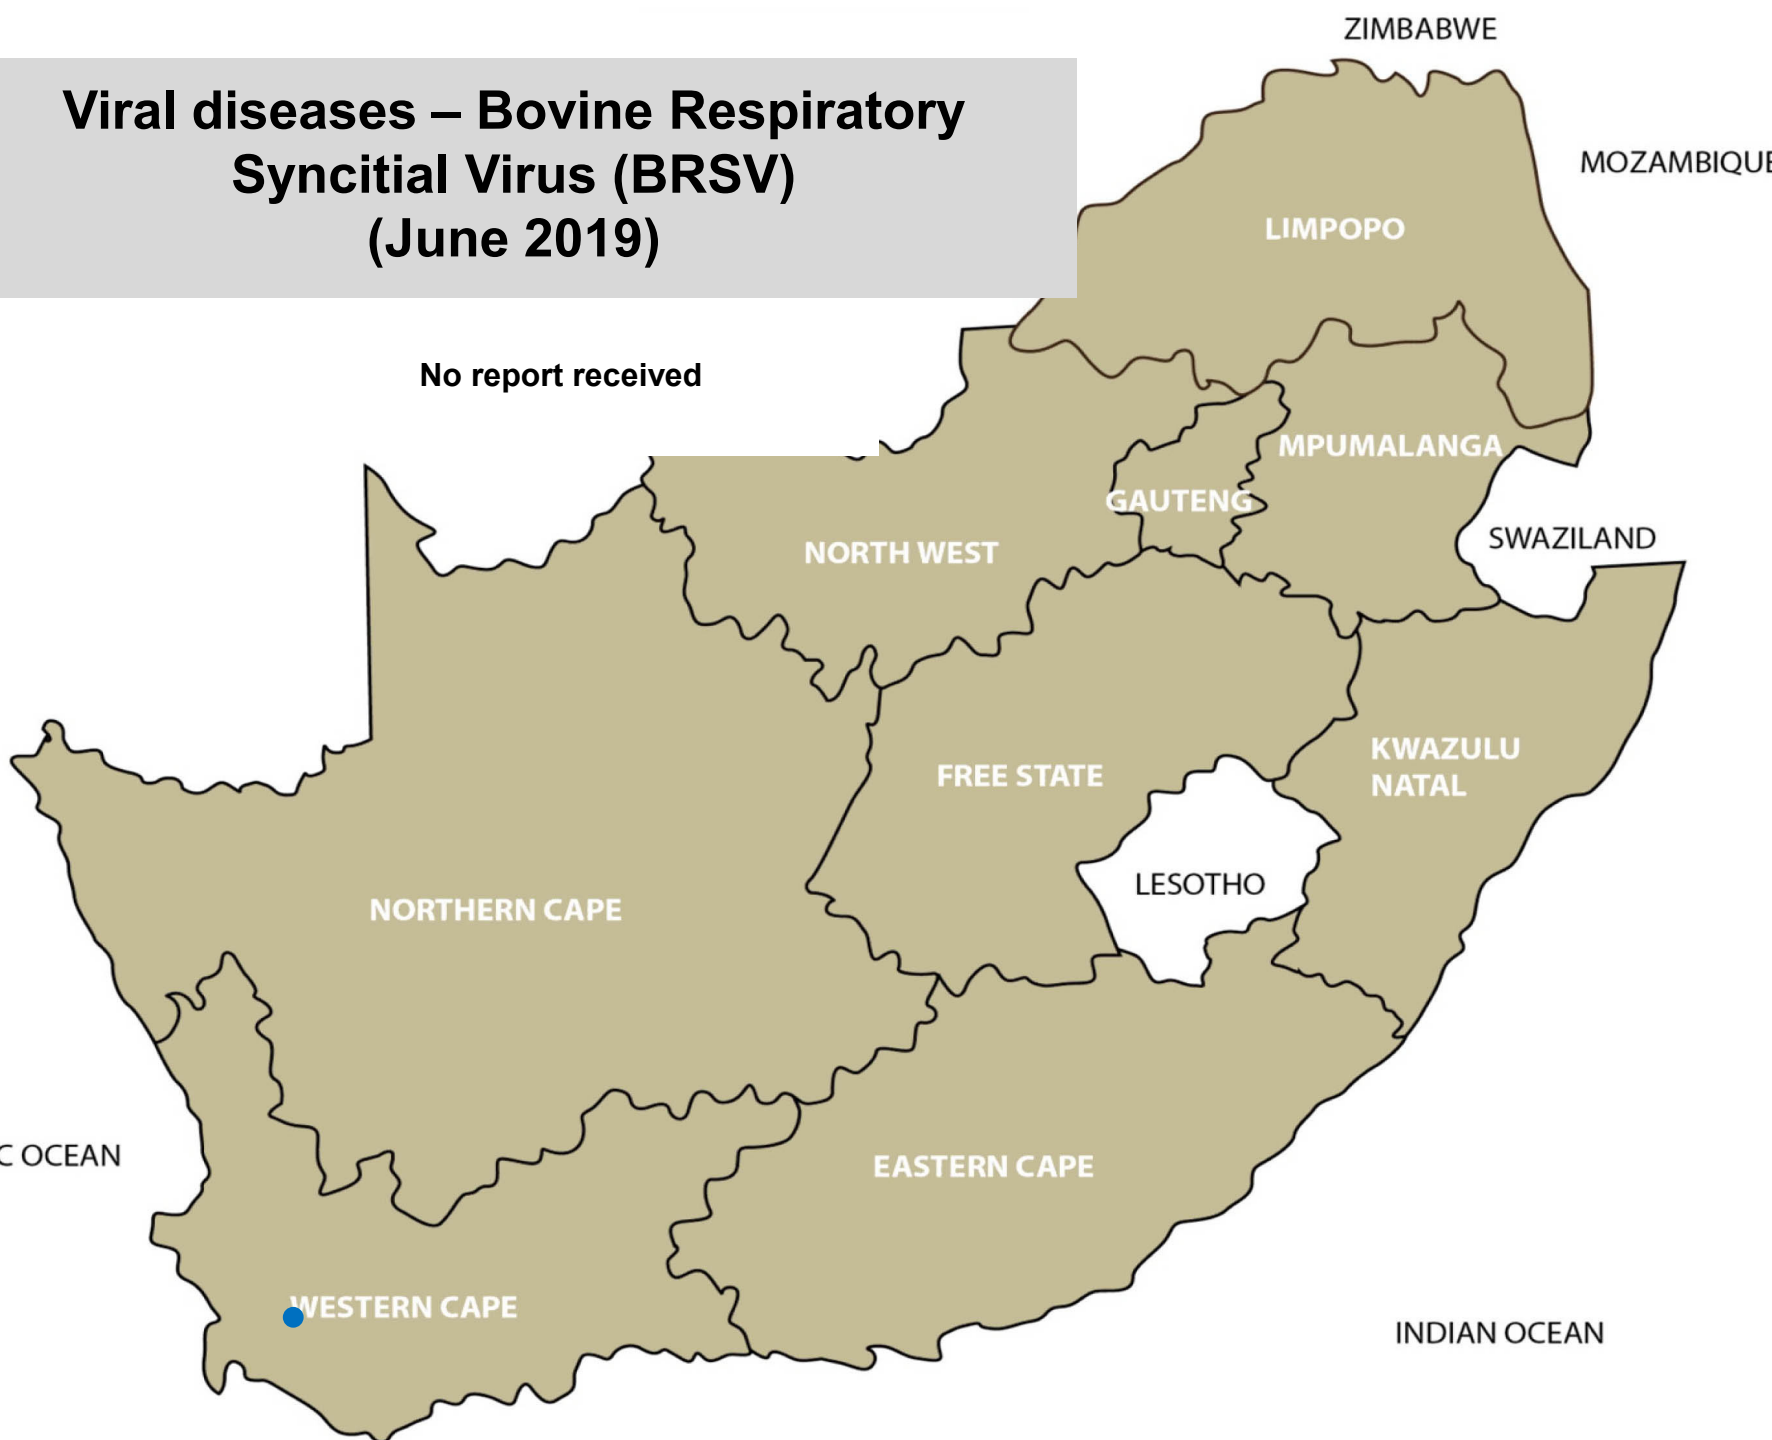 ZIMBABWE
Viral diseases – Bovine Respiratory
Syncitial Virus (BRSV)
(June 2019)
MOZAMBIQUE
LIMPOPO
No report received
MPUMALANGA
GAUTENG
SWAZILAND
NORTH WEST
KWAZULU
NATAL
FREE STATE
LESOTHO
NORTHERN CAPE
C OCEAN
EASTERN CAPE
WESTERN CAPE
INDIAN OCEAN